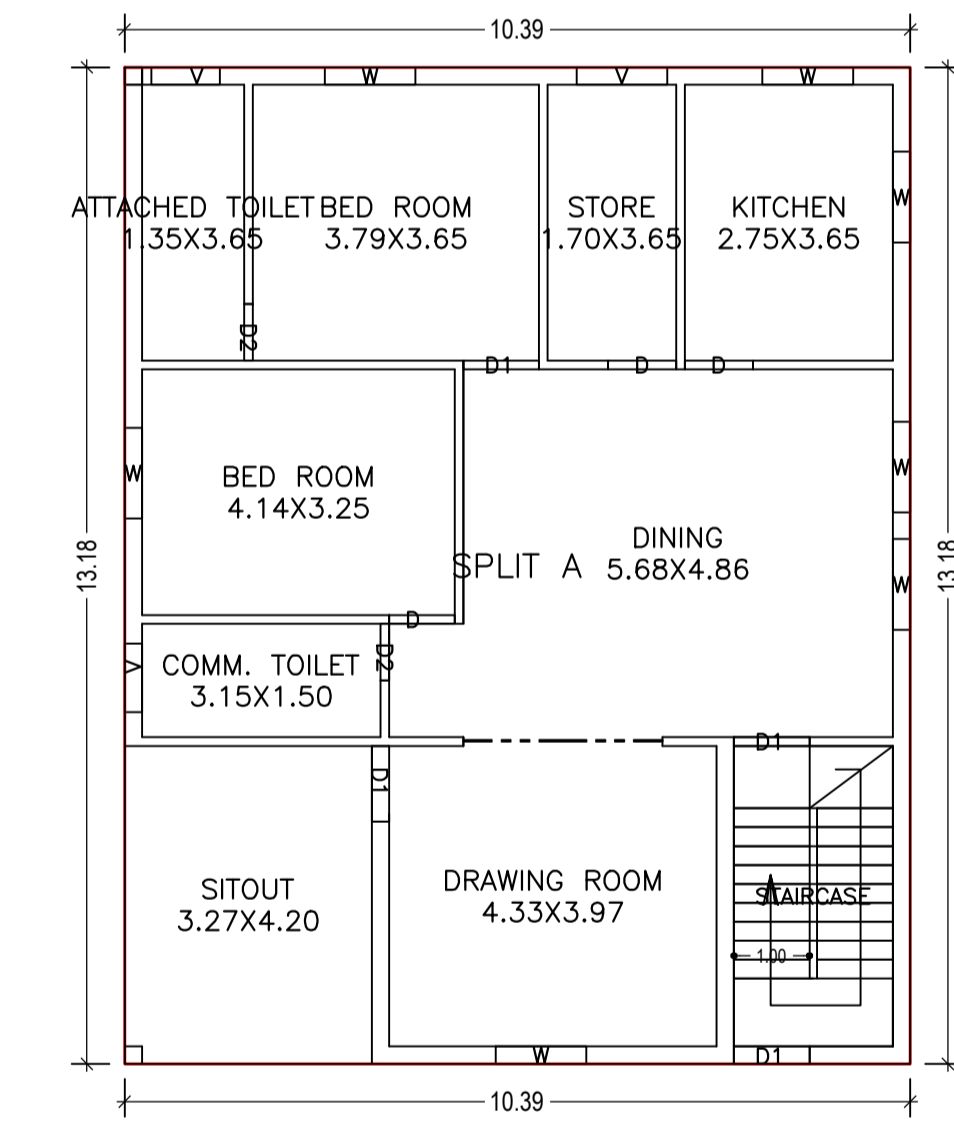 10.39
V
W
V
W
W
ATTACHED TOILET
1.35X3.65
BED ROOM
3.79X3.65
STORE
1.70X3.65
KITCHEN
2.75X3.65
D2
D1
D
D
W
BED ROOM
4.14X3.25
W
DINING
5.68X4.86
SPLIT A
W
13.18
13.18
D
D2
V
COMM. TOILET
3.15X1.50
D1
D1
SITOUT
3.27X4.20
DRAWING ROOM
4.33X3.97
STAIRCASE
1.00
W
D1
10.39